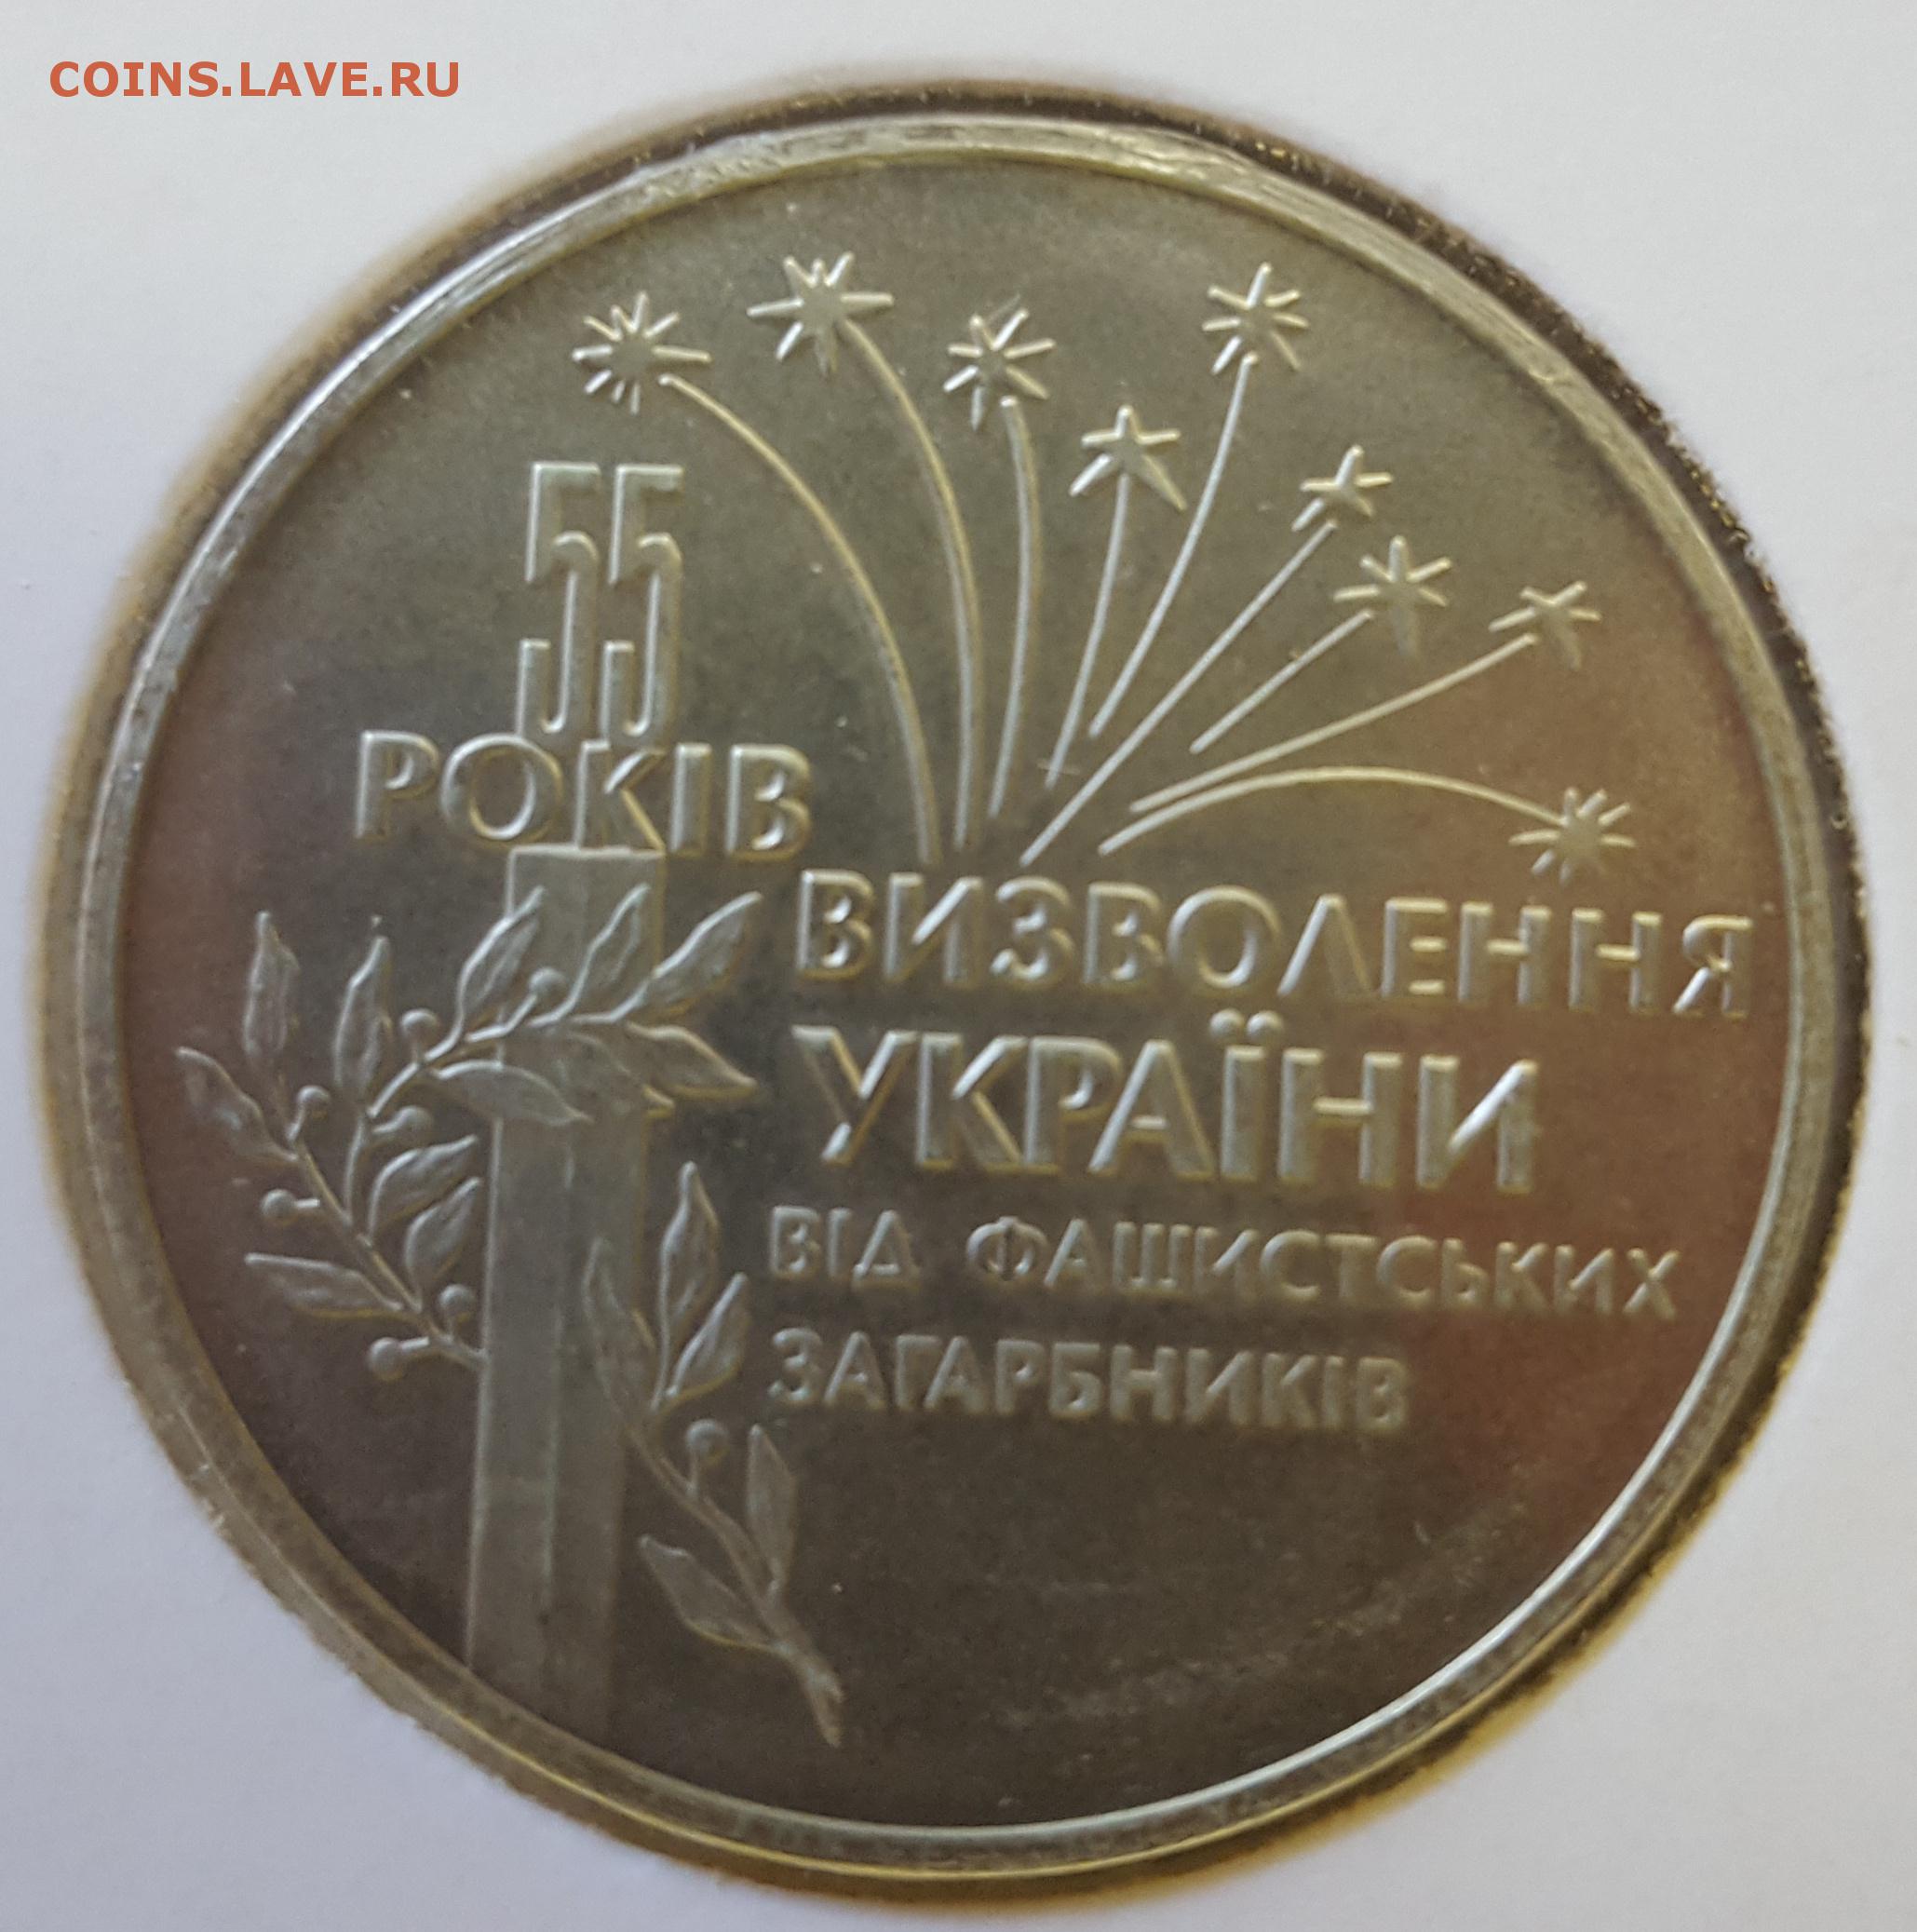 COINS.LAVE.RU
55
РОКІВ
ВИЗВОЛЕННЯ
УКРАЇНИ
ВІД ФАШИСТСЬКИХ
ЗАГАРБНИКІВ